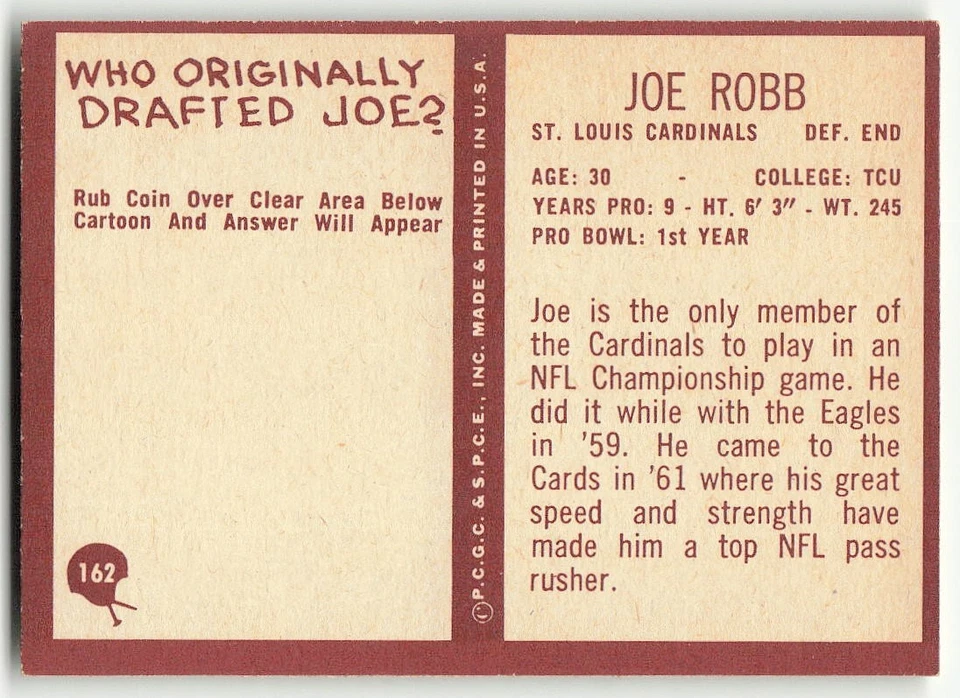 WHO ORIGINALLY
DRAFTED JOE?
Rub Coin Over Clear Area Below
Cartoon And Answer Will Appear
162
©P.C.G.C. & S.P.C.E., INC. MADE & PRINTED IN U.S.A.
JOE ROBB
ST. LOUIS CARDINALS DEF. END
AGE: 30 - COLLEGE: TCU
YEARS PRO: 9 - HT. 6' 3" - WT. 245
PRO BOWL: 1st YEAR
Joe is the only member of
the Cardinals to play in an
NFL Championship game. He
did it while with the Eagles
in '59. He came to the
Cards in '61 where his great
speed and strength have
made him a top NFL pass
rusher.